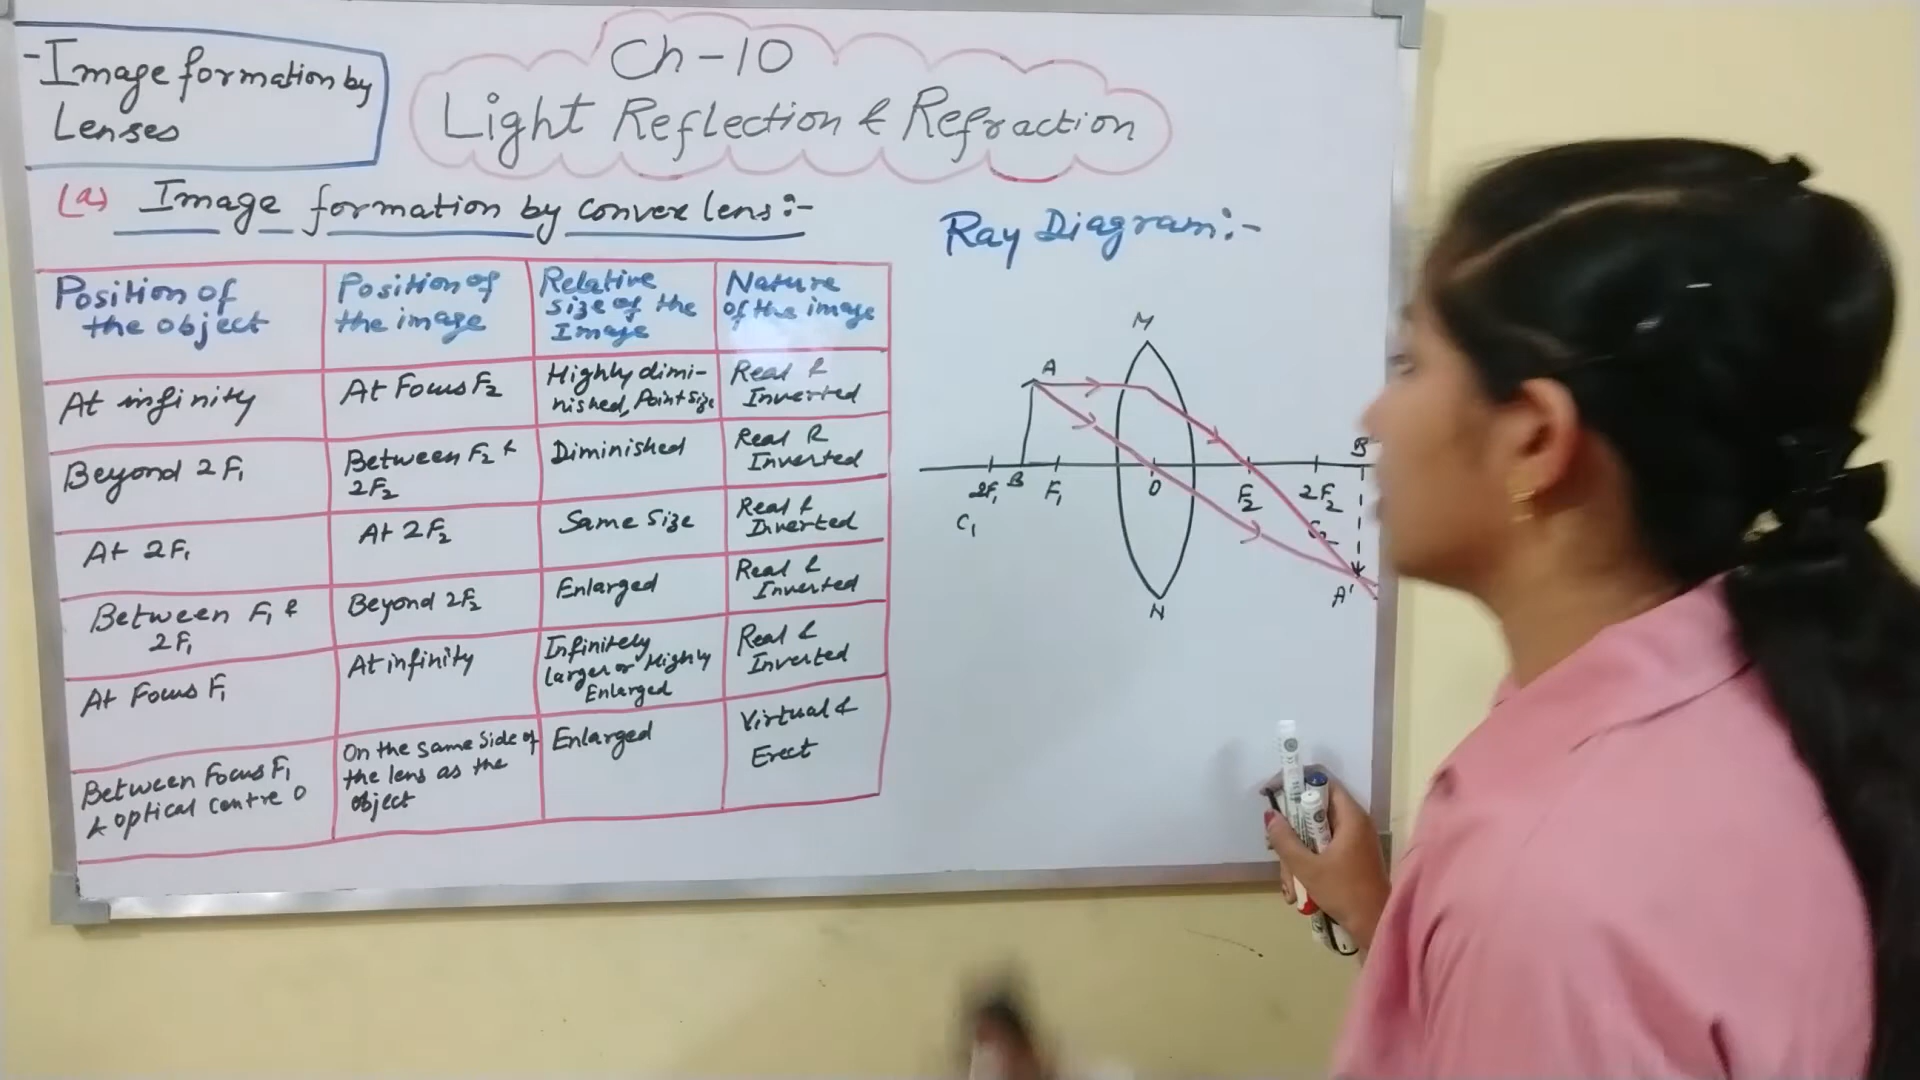 - Image formation by
Lenses
Ch-10
Light Reflection & Refraction
(a) Image formation by convex lens:-
Position of
the object
Position of
the image
Relative
size of the
Image
Nature
of the image
At infinity
At Focus F2
Highly dimi-
nished, Point size
Real &
Inverted
Beyond 2F1
Between F2 &
2F2
Diminished
Real &
Inverted
At 2F1
At 2F2
Same size
Real &
Inverted
Between F1 &
2F1
Beyond 2F2
Enlarged
Real &
Inverted
At Focus F1
At infinity
Infinitely
larger or Highly
Enlarged
Real &
Inverted
Between Focus F1
& optical centre O
On the same side of
the lens as the
object
Enlarged
Virtual &
Erect
Ray Diagram:-
M
A
B'
2F1
B
F1
O
F2
2F2
C1
C2
A'
N